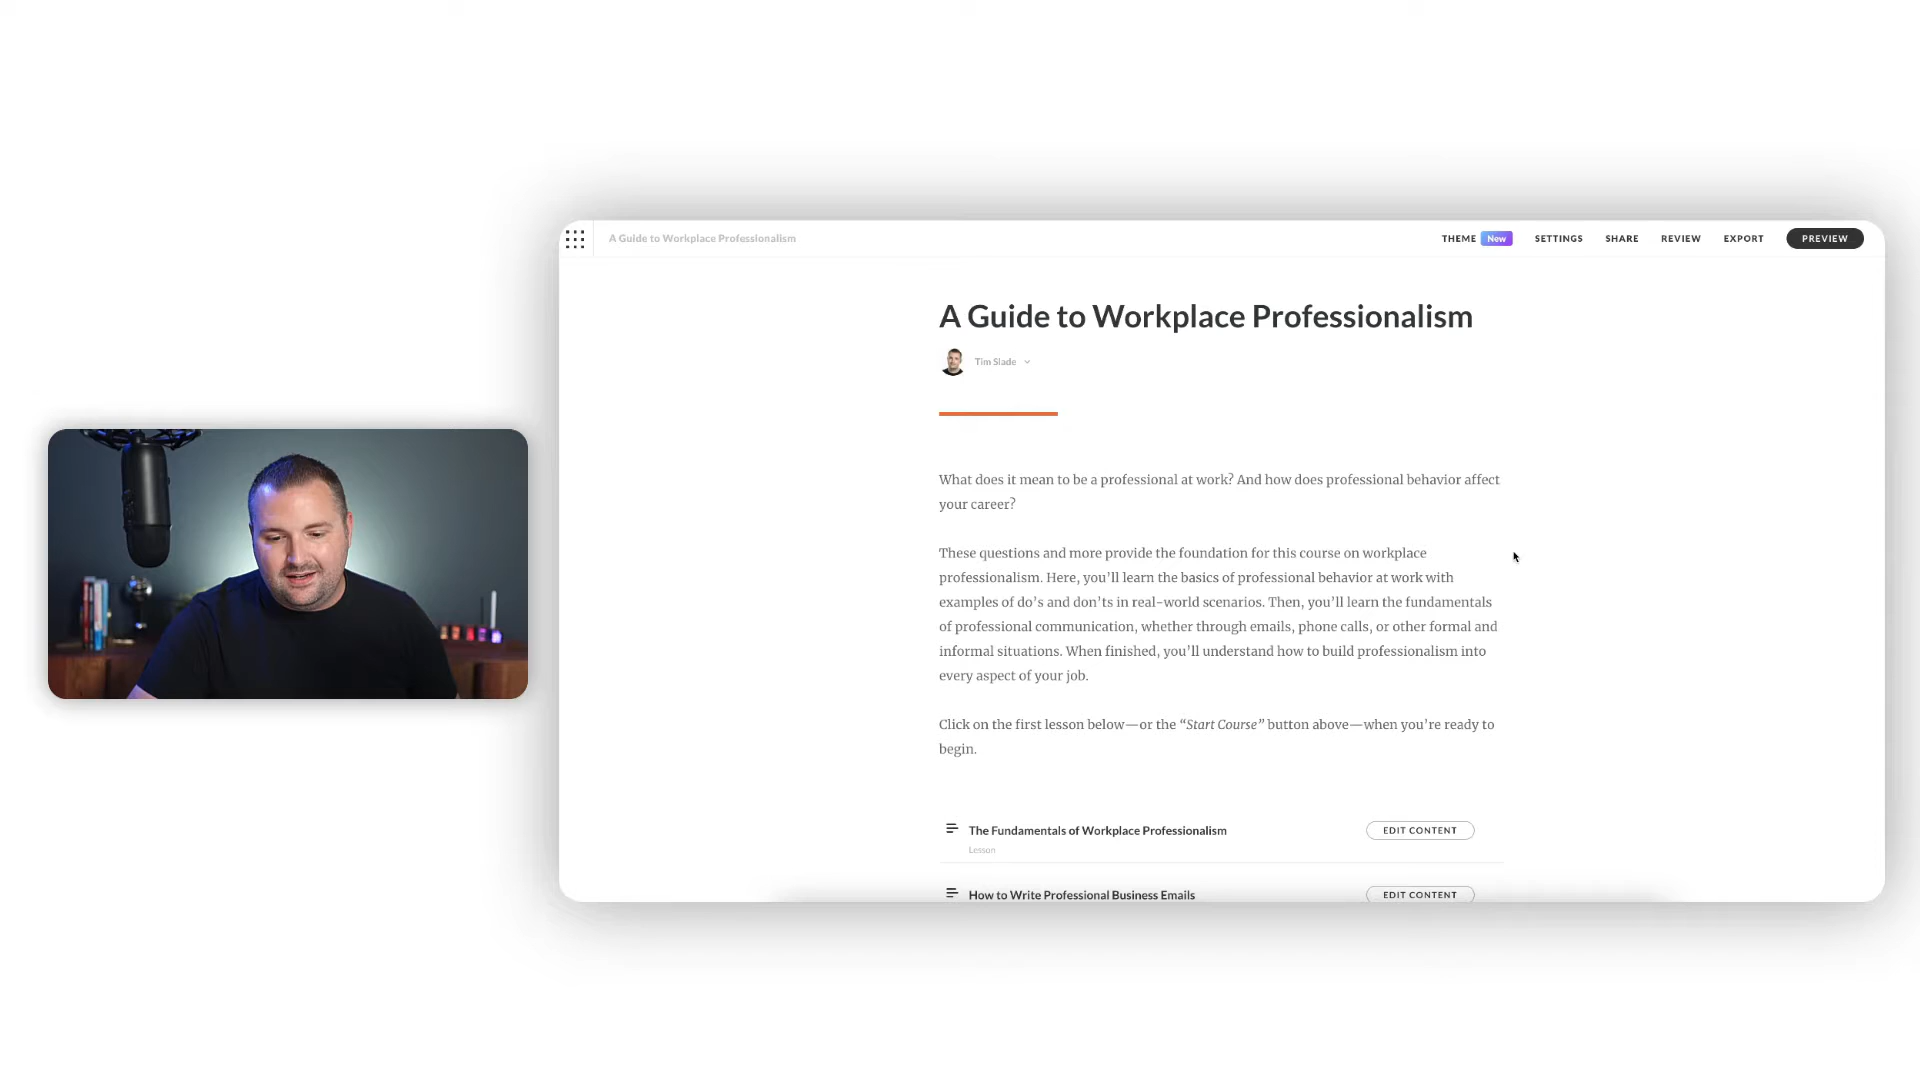 A Guide to Workplace Professionalism
THEME New SETTINGS SHARE REVIEW EXPORT PREVIEW
A Guide to Workplace Professionalism
Tim Slade
What does it mean to be a professional at work? And how does professional behavior affect
your career?
These questions and more provide the foundation for this course on workplace
professionalism. Here, you’ll learn the basics of professional behavior at work with
examples of do’s and don’ts in real-world scenarios. Then, you’ll learn the fundamentals
of professional communication, whether through emails, phone calls, or other formal and
informal situations. When finished, you’ll understand how to build professionalism into
every aspect of your job.
Click on the first lesson below—or the “Start Course” button above—when you’re ready to
begin.
The Fundamentals of Workplace Professionalism
EDIT CONTENT
Lesson
How to Write Professional Business Emails
EDIT CONTENT